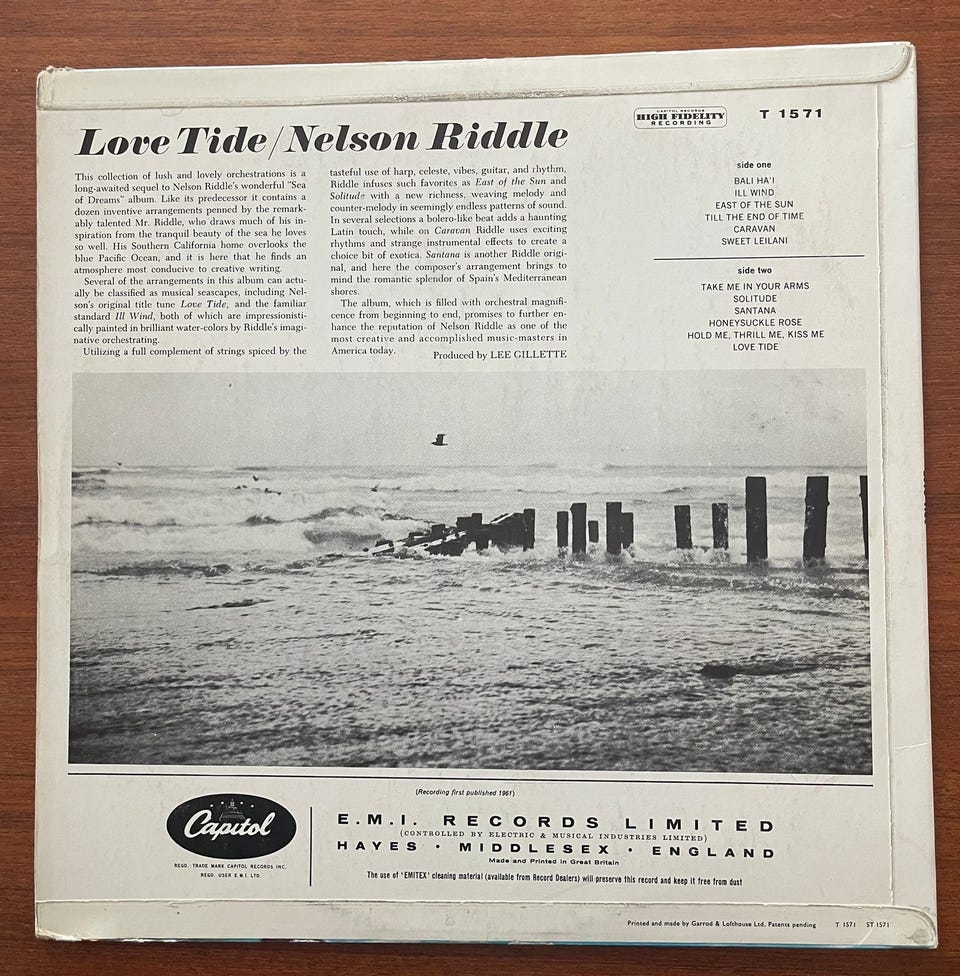 Love Tide/Nelson Riddle
CAPITOL RECORDS
HIGH FIDELITY
RECORDING
T 1571
This collection of lush and lovely orchestrations is a
long-awaited sequel to Nelson Riddle's wonderful "Sea
of Dreams" album. Like its predecessor it contains a
dozen inventive arrangements penned by the remark-
ably talented Mr. Riddle, who draws much of his in-
spiration from the tranquil beauty of the sea he loves
so well. His Southern California home overlooks the
blue Pacific Ocean, and it is here that he finds an
atmosphere most conducive to creative writing.
Several of the arrangements in this album can actu-
ally be classified as musical seascapes, including Nel-
son's original title tune Love Tide, and the familiar
standard Ill Wind, both of which are impressionisti-
cally painted in brilliant water-colors by Riddle's imagi-
native orchestrating.
Utilizing a full complement of strings spiced by the
tasteful use of harp, celeste, vibes, guitar, and rhythm,
Riddle infuses such favorites as East of the Sun and
Solitude with a new richness, weaving melody and
counter-melody in seemingly endless patterns of sound.
In several selections a bolero-like beat adds a haunting
Latin touch, while on Caravan Riddle uses exciting
rhythms and strange instrumental effects to create a
choice bit of exotica. Santana is another Riddle origi-
nal, and here the composer's arrangement brings to
mind the romantic splendor of Spain's Mediterranean
shores.
The album, which is filled with orchestral magnifi-
cence from beginning to end, promises to further en-
hance the reputation of Nelson Riddle as one of the
most creative and accomplished music-masters in
America today.
Produced by LEE GILLETTE
side one
BALI HA'I
ILL WIND
EAST OF THE SUN
TILL THE END OF TIME
CARAVAN
SWEET LEILANI
side two
TAKE ME IN YOUR ARMS
SOLITUDE
SANTANA
HONEYSUCKLE ROSE
HOLD ME, THRILL ME, KISS ME
LOVE TIDE
(Recording first published 1961)
Capitol
REGD. TRADE MARK CAPITOL RECORDS INC.
REGD. USER E.M.I. LTD.
E.M.I. RECORDS LIMITED
(CONTROLLED BY ELECTRIC & MUSICAL INDUSTRIES LIMITED)
HAYES • MIDDLESEX • ENGLAND
Made and Printed in Great Britain
The use of 'EMITEX' cleaning material (available from Record Dealers) will preserve this record and keep it free from dust
Printed and made by Garrod & Lofthouse Ltd. Patents pending
T 1571 ST 1571